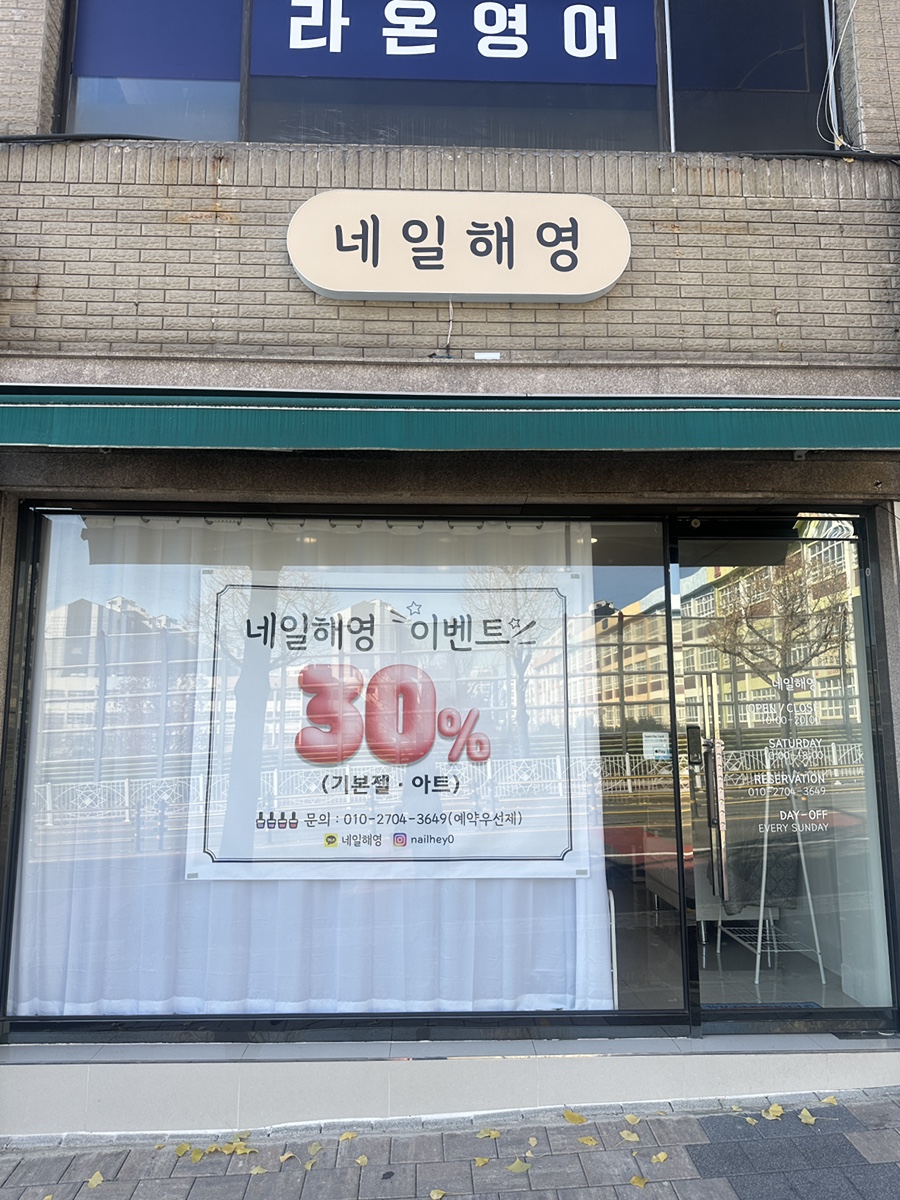 라온영어
네일해영
네일해영 이벤트
30%
(기본젤 · 아트)
문의 : 010-2704-3649(예약우선제)
네일해영 nailhey0
네일해영
OPEN / CLOSE
SATURDAY
RESERVATION
010-2704-3649
DAY-OFF
EVERY SUNDAY